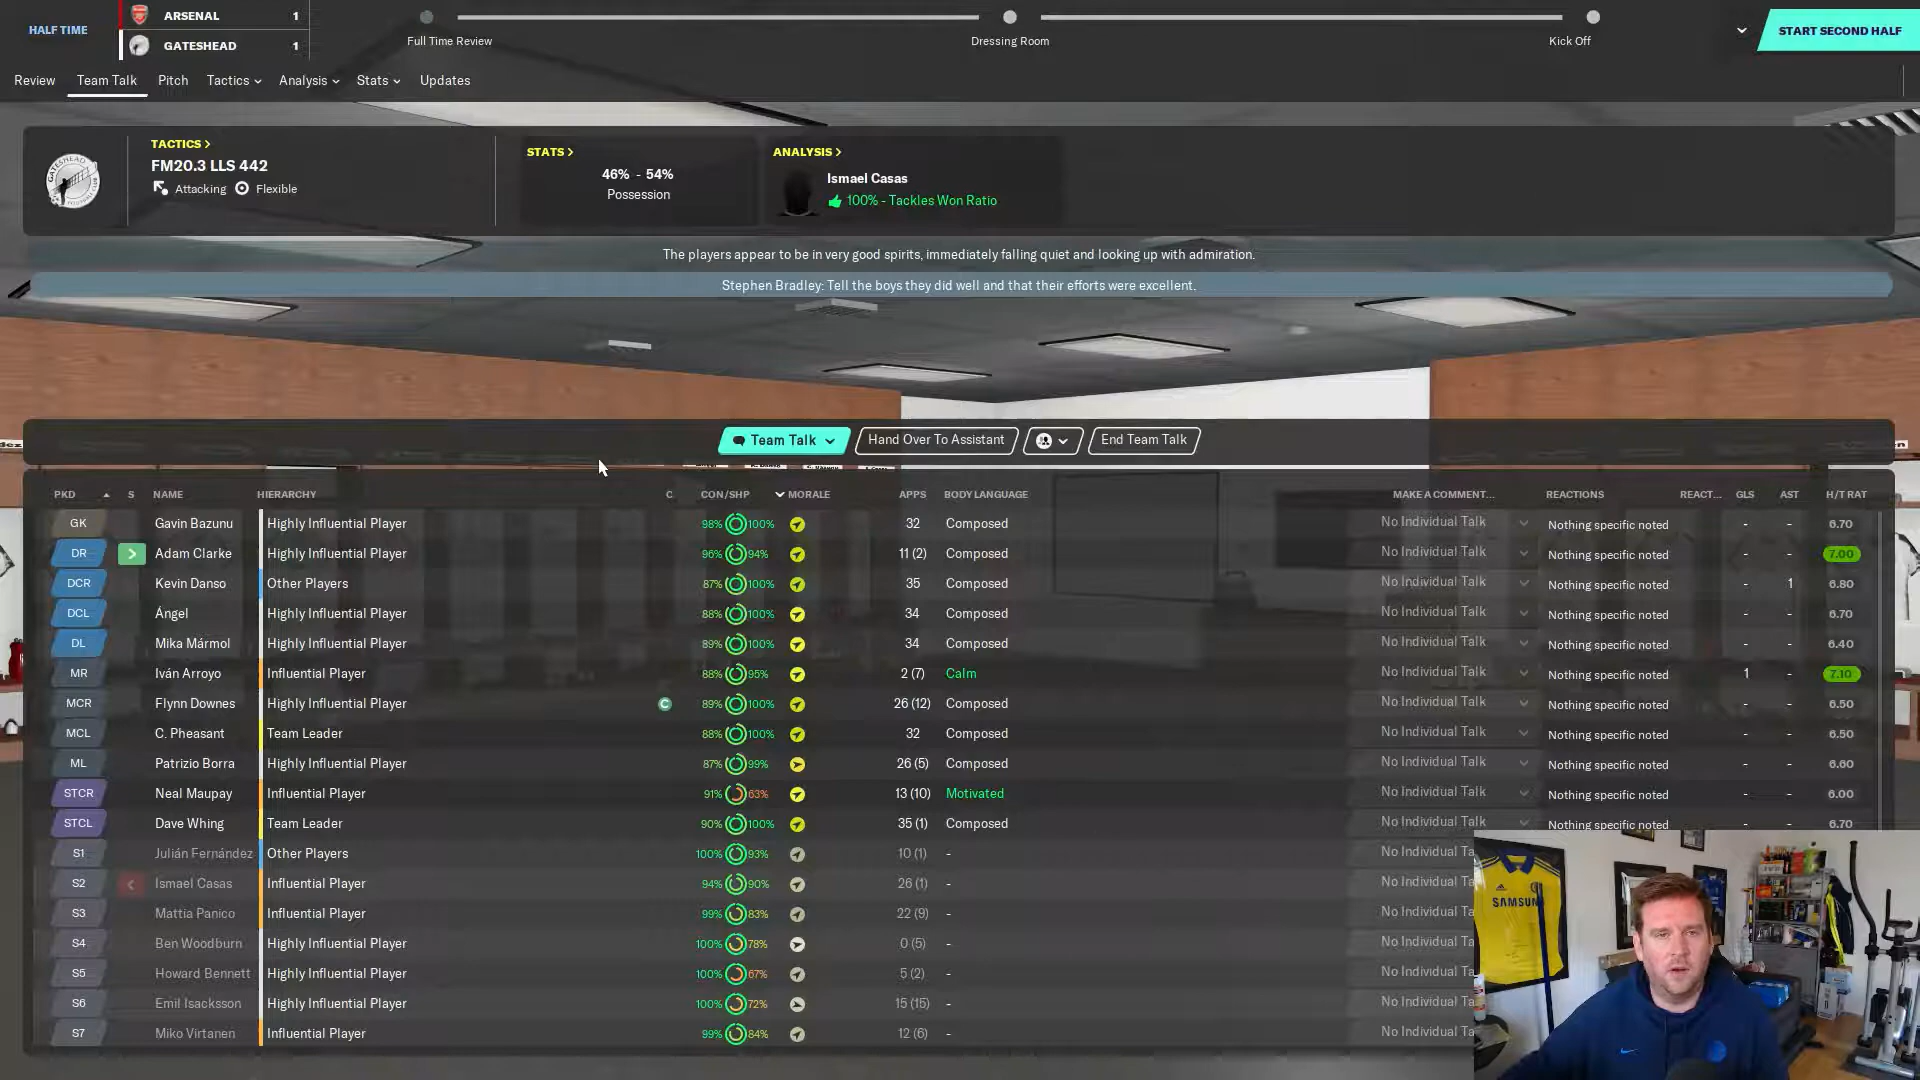 HALF TIME
ARSENAL 1
GATESHEAD 1
Full Time Review
Dressing Room
Kick Off
START SECOND HALF
Review Team Talk Pitch Tactics Analysis Stats Updates
TACTICS >
FM20.3 LLS 442
Attacking Flexible
STATS >
46% - 54%
Possession
ANALYSIS >
Ismael Casas
100% - Tackles Won Ratio
GATESHEAD
The players appear to be in very good spirits, immediately falling quiet and looking up with admiration.
Stephen Bradley: Tell the boys they did well and that their efforts were excellent.
Team Talk Hand Over To Assistant End Team Talk
PKD S NAME HIERARCHY C CON/SHP MORALE APPS BODY LANGUAGE MAKE A COMMENT... REACTIONS REACT... GLS AST H/T RAT
GK Gavin Bazunu Highly Influential Player 98% 100% 32 Composed No Individual Talk Nothing specific noted - - 6.70
DR Adam Clarke Highly Influential Player 96% 94% 11 (2) Composed No Individual Talk Nothing specific noted - - 7.00
DCR Kevin Danso Other Players 87% 100% 35 Composed No Individual Talk Nothing specific noted - 1 6.80
DCL Ángel Highly Influential Player 88% 100% 34 Composed No Individual Talk Nothing specific noted - - 6.70
DL Mika Mármol Highly Influential Player 89% 100% 34 Composed No Individual Talk Nothing specific noted - - 6.40
MR Iván Arroyo Influential Player 88% 95% 2 (7) Calm No Individual Talk Nothing specific noted 1 - 7.10
MCR Flynn Downes Highly Influential Player C 89% 100% 26 (12) Composed No Individual Talk Nothing specific noted - - 6.50
MCL C. Pheasant Team Leader 88% 100% 32 Composed No Individual Talk Nothing specific noted - - 6.50
ML Patrizio Borra Highly Influential Player 87% 99% 26 (5) Composed No Individual Talk Nothing specific noted - - 6.60
STCR Neal Maupay Influential Player 91% 63% 13 (10) Motivated No Individual Talk Nothing specific noted - - 6.00
STCL Dave Whing Team Leader 90% 100% 35 (1) Composed No Individual Talk Nothing specific noted - - 6.70
S1 Julián Fernández Other Players 100% 93% 10 (1) - No Individual Ta
S2 Ismael Casas Influential Player 94% 90% 26 (1) - No Individual Ta
S3 Mattia Panico Influential Player 99% 83% 22 (9) - No Individual Ta
S4 Ben Woodburn Highly Influential Player 100% 78% 0 (5) - No Individual Ta
S5 Howard Bennett Highly Influential Player 100% 67% 5 (2) - No Individual Ta
S6 Emil Isacksson Highly Influential Player 100% 72% 15 (15) - No Individual Ta
S7 Miko Virtanen Influential Player 99% 84% 12 (6) - No Individual Ta
SAMSUN